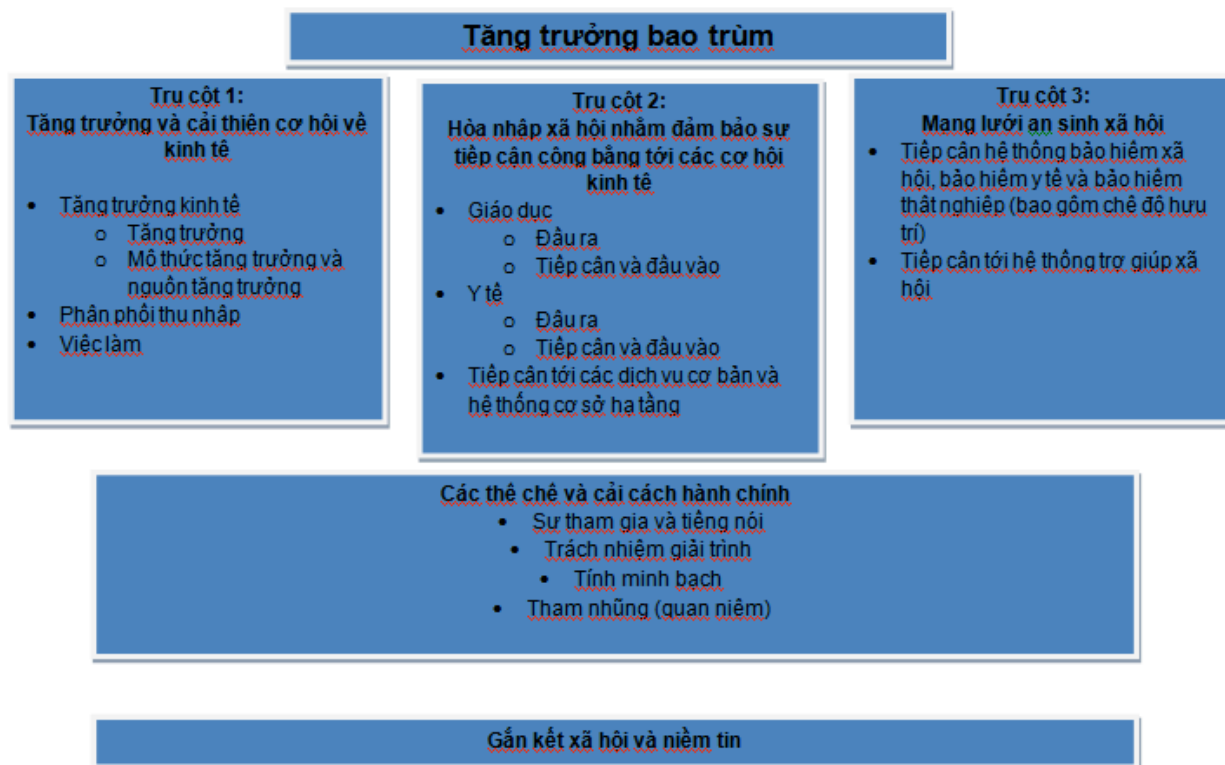 Tăng trưởng bao trùm
Trụ cột 1:
Tăng trưởng và cải thiện cơ hội về
kinh tế
• Tăng trưởng kinh tế
o Tăng trưởng
o Mô thức tăng trưởng và
nguồn tăng trưởng
• Phân phối thu nhập
• Việc làm
Trụ cột 2:
Hòa nhập xã hội nhằm đảm bảo sự
tiếp cận công bằng tới các cơ hội
kinh tế
• Giáo dục
o Đầu ra
o Tiếp cận và đầu vào
• Y tế
o Đầu ra
o Tiếp cận và đầu vào
• Tiếp cận tới các dịch vụ cơ bản và
hệ thống cơ sở hạ tầng
Trụ cột 3:
Mạng lưới an sinh xã hội
• Tiếp cận hệ thống bảo hiểm xã
hội, bảo hiểm y tế và bảo hiểm
thất nghiệp (bao gồm chế độ hưu
trí)
• Tiếp cận tới hệ thống trợ giúp xã
hội
Các thể chế và cải cách hành chính
• Sự tham gia và tiếng nói
• Trách nhiệm giải trình
• Tính minh bạch
• Tham nhũng (quan niệm)
Gắn kết xã hội và niềm tin